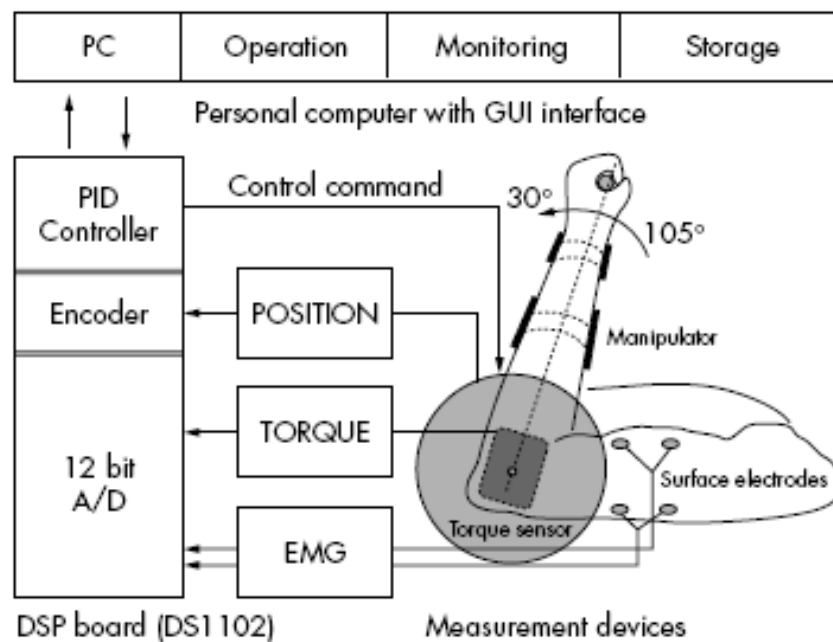 PC Operation Monitoring Storage
Personal computer with GUI interface
PID
Controller
Control command
30°
105°
Encoder
POSITION
Manipulator
TORQUE
12 bit
A/D
Surface electrodes
Torque sensor
EMG
DSP board (DS1102)
Measurement devices